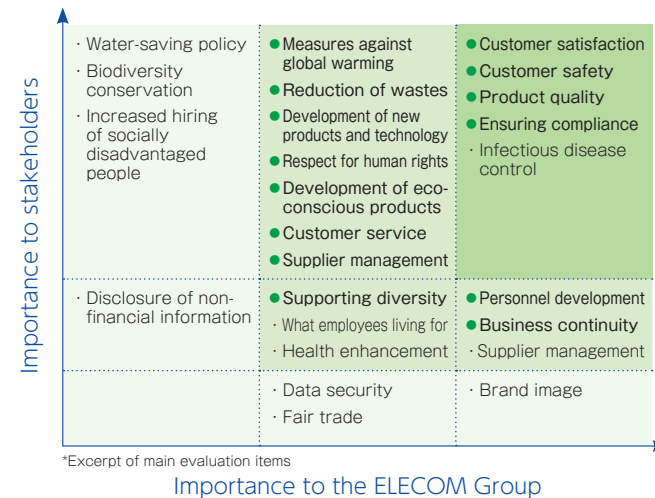 Importance to stakeholders
· Water-saving policy
· Biodiversity
conservation
· Increased hiring
of socially
disadvantaged
people
● Measures against
global warming
● Reduction of wastes
● Development of new
products and technology
● Respect for human rights
● Development of eco-
conscious products
● Customer service
● Supplier management
● Customer satisfaction
● Customer safety
● Product quality
● Ensuring compliance
· Infectious disease
control
· Disclosure of non-
financial information
● Supporting diversity
· What employees living for
· Health enhancement
● Personnel development
● Business continuity
· Supplier management
· Data security
· Fair trade
· Brand image
*Excerpt of main evaluation items
Importance to the ELECOM Group